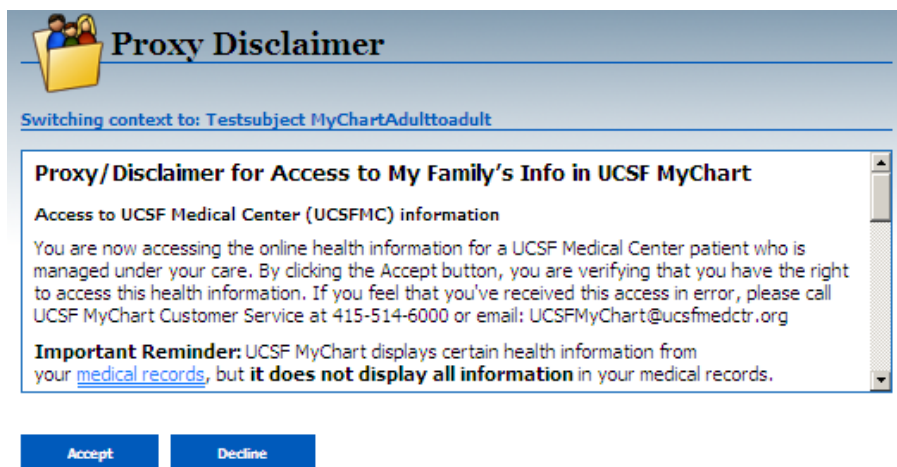 Proxy Disclaimer
Switching context to: Testsubject MyChartAdulttoadult
Proxy/Disclaimer for Access to My Family's Info in UCSF MyChart
Access to UCSF Medical Center (UCSFMC) information
You are now accessing the online health information for a UCSF Medical Center patient who is
managed under your care. By clicking the Accept button, you are verifying that you have the right
to access this health information. If you feel that you've received this access in error, please call
UCSF MyChart Customer Service at 415-514-6000 or email: UCSFMyChart@ucsfmedctr.org
Important Reminder: UCSF MyChart displays certain health information from
your medical records, but it does not display all information in your medical records.
Accept Decline